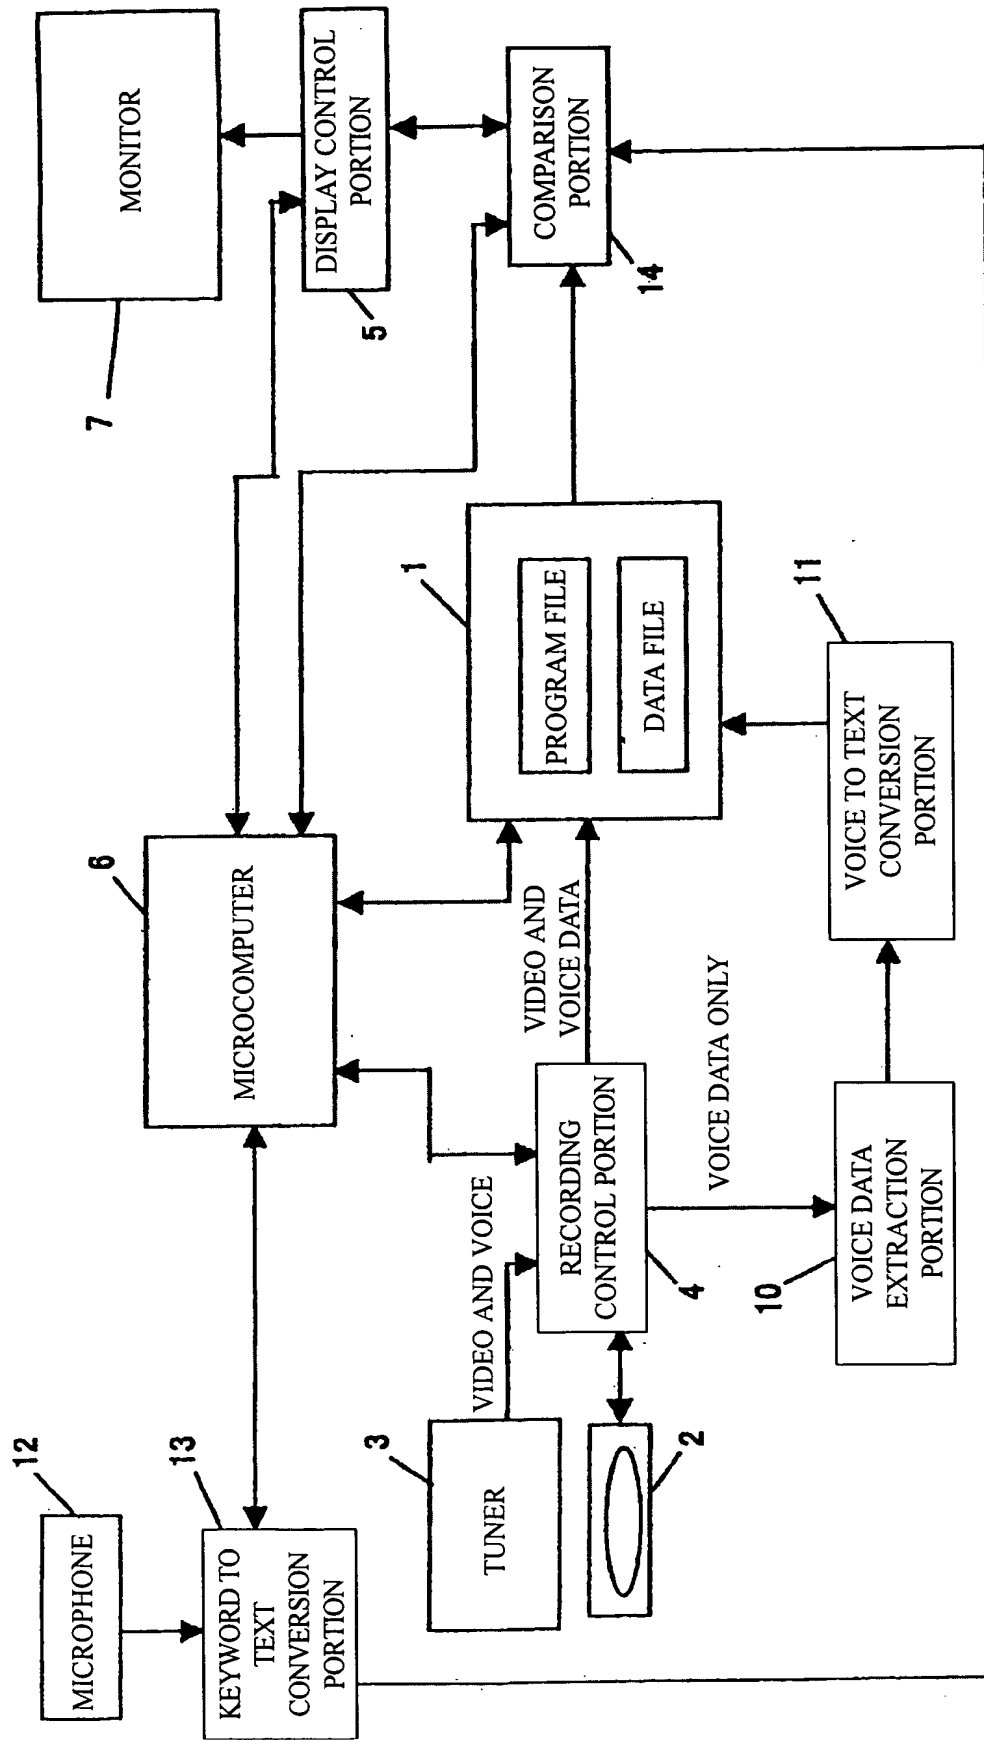 MICROPHONE
12
KEYWORD TO
TEXT
CONVERSION
PORTION
13
TUNER
3
2
VIDEO AND VOICE
RECORDING
CONTROL PORTION
4
MICROCOMPUTER
6
VIDEO AND
VOICE DATA
VOICE DATA ONLY
VOICE DATA
EXTRACTION
PORTION
10
VOICE TO TEXT
CONVERSION
PORTION
11
1
PROGRAM FILE
DATA FILE
MONITOR
7
DISPLAY CONTROL
PORTION
5
COMPARISON
PORTION
14